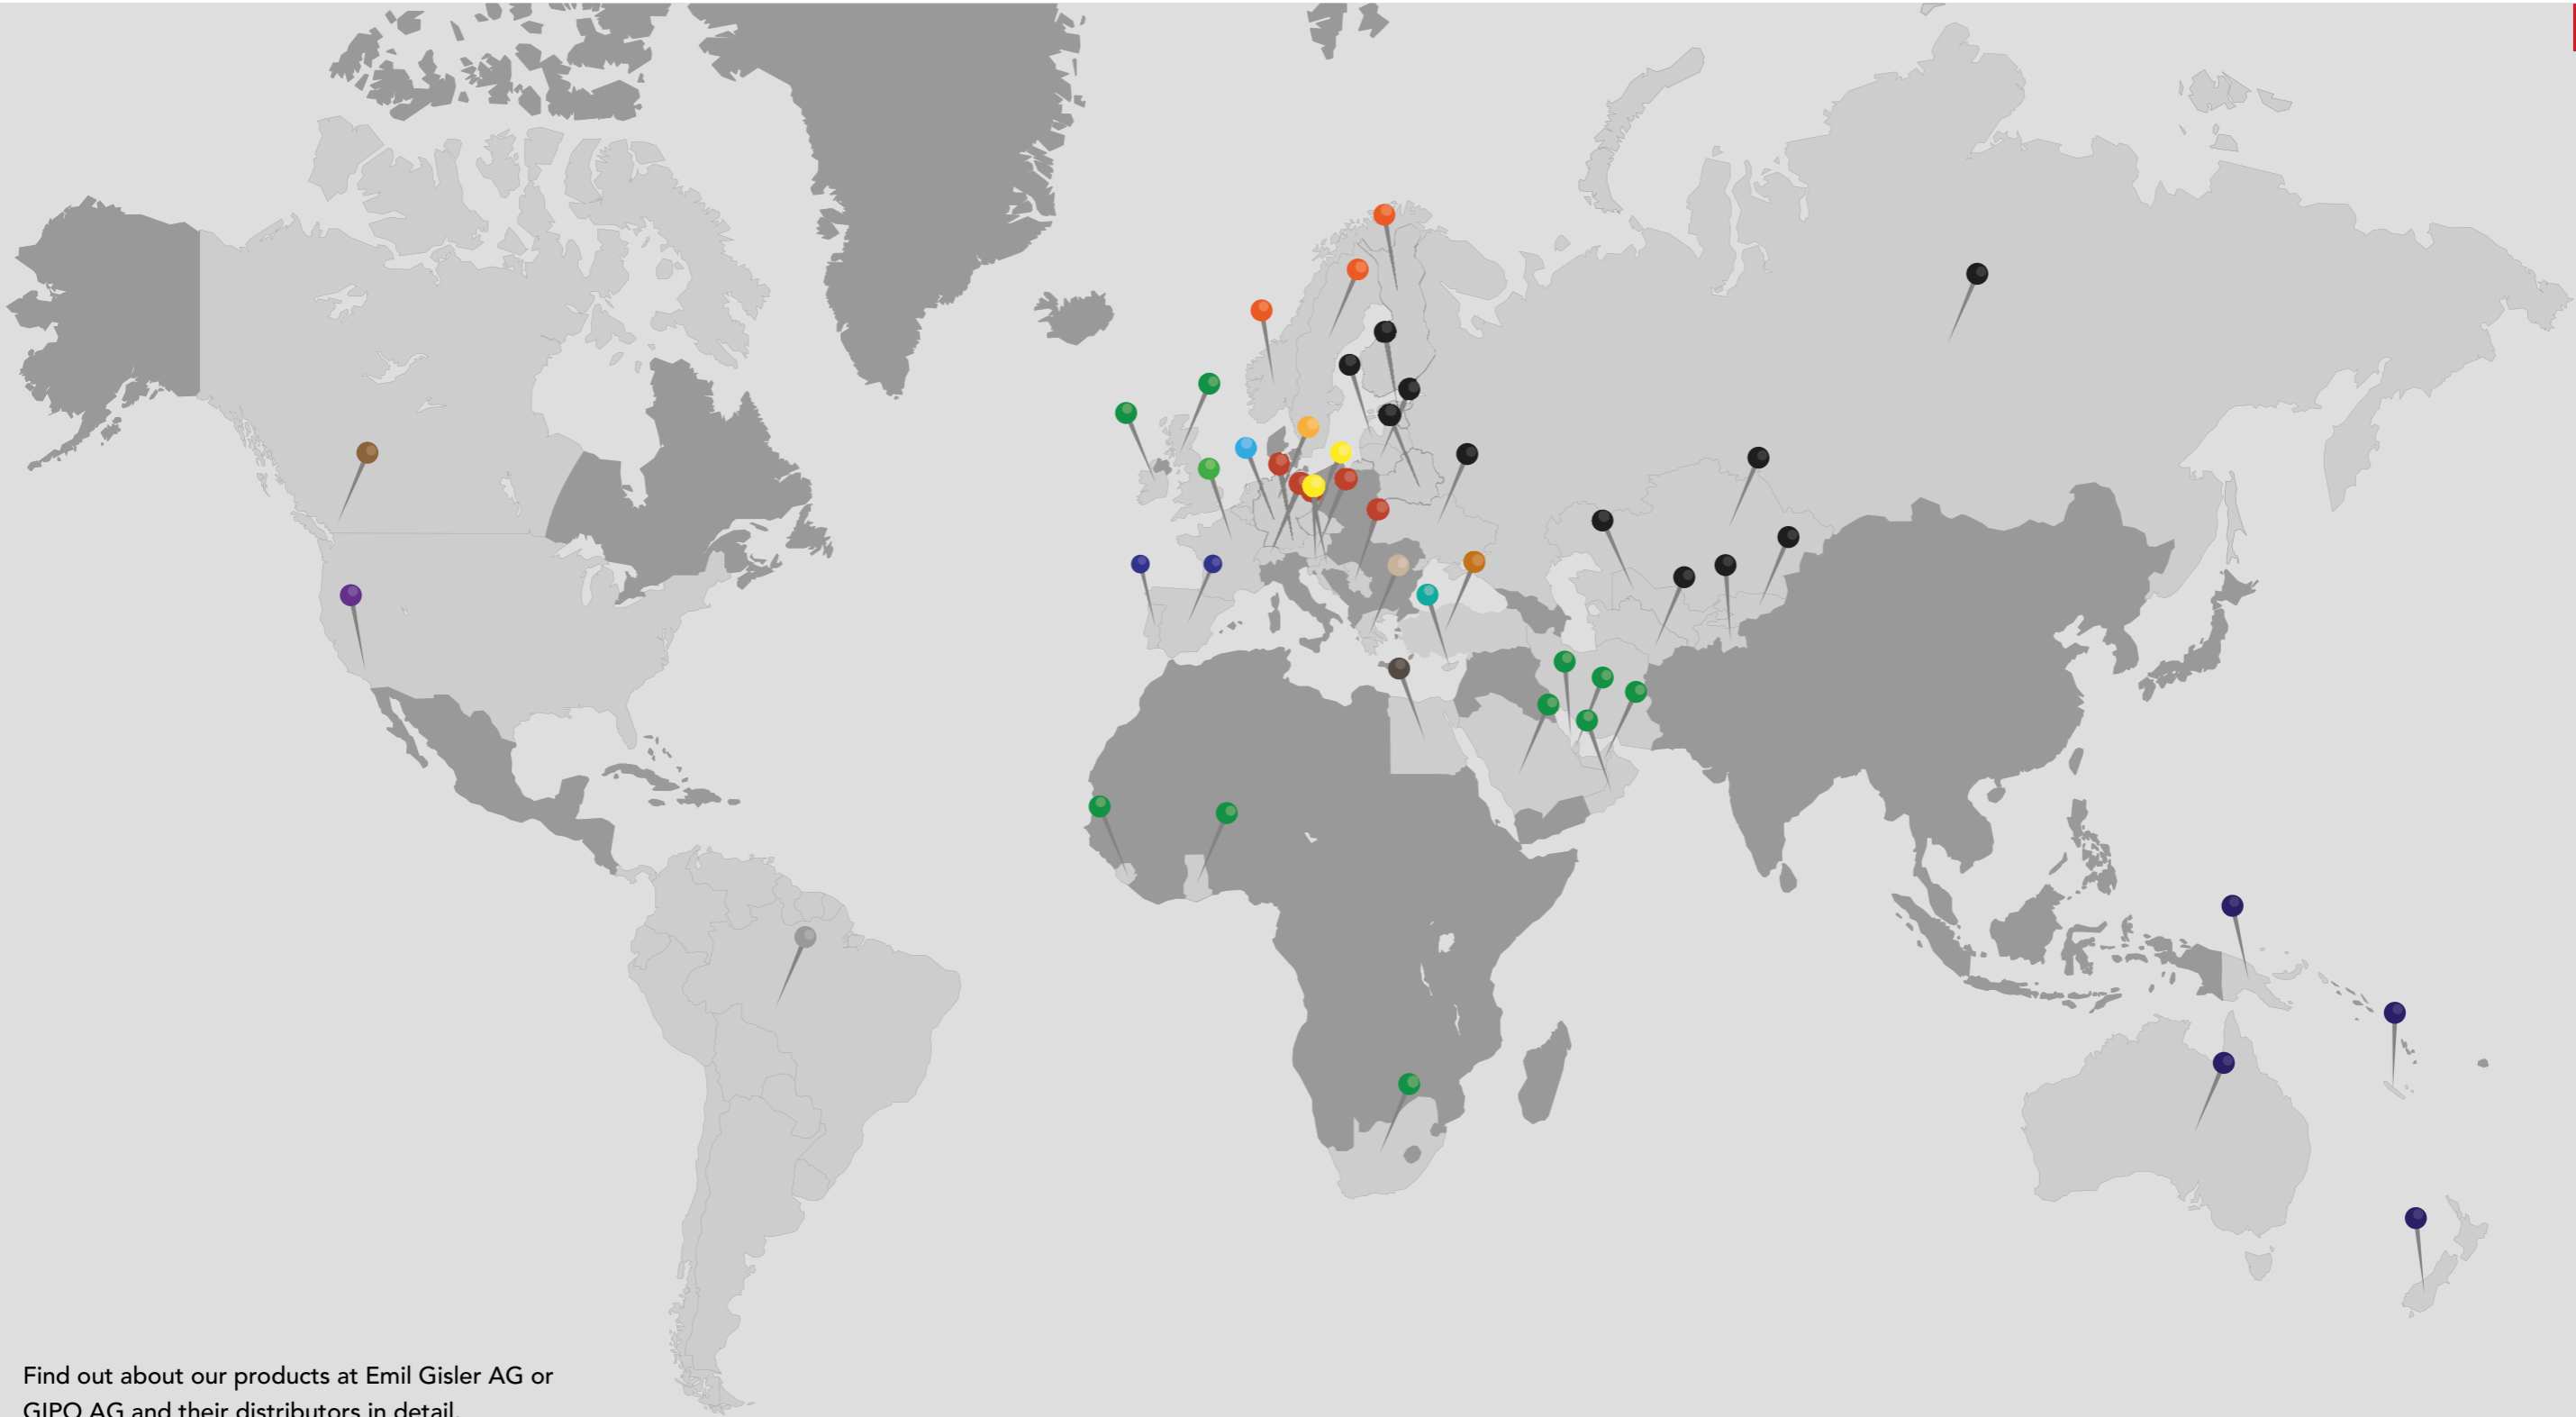 Find out about our products at Emil Gisler AG or
GIPO AG and their distributors in detail.